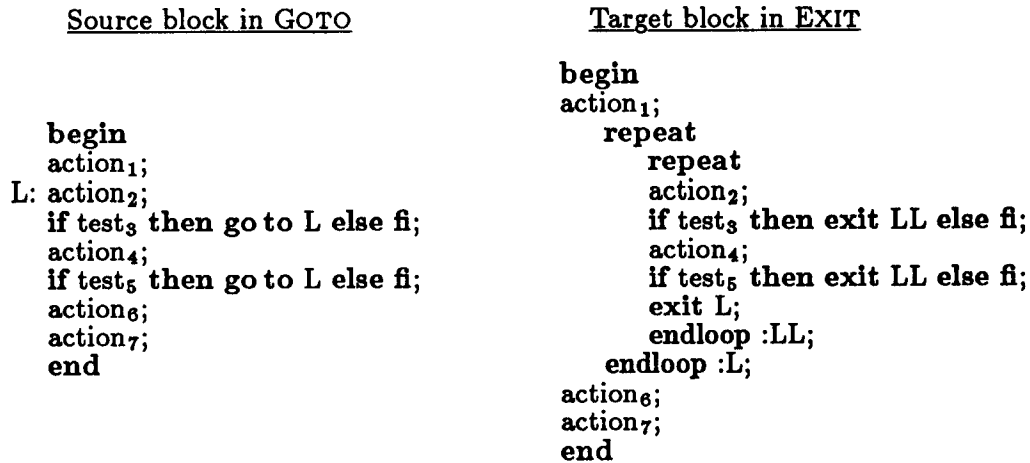 Source block in GOTO
begin
action₁;
L: action₂;
if test₃ then go to L else fi;
action₄;
if test₅ then go to L else fi;
action₆;
action₇;
end
Target block in EXIT
begin
action₁;
repeat
repeat
action₂;
if test₃ then exit LL else fi;
action₄;
if test₅ then exit LL else fi;
exit L;
endloop :LL;
endloop :L;
action₆;
action₇;
end